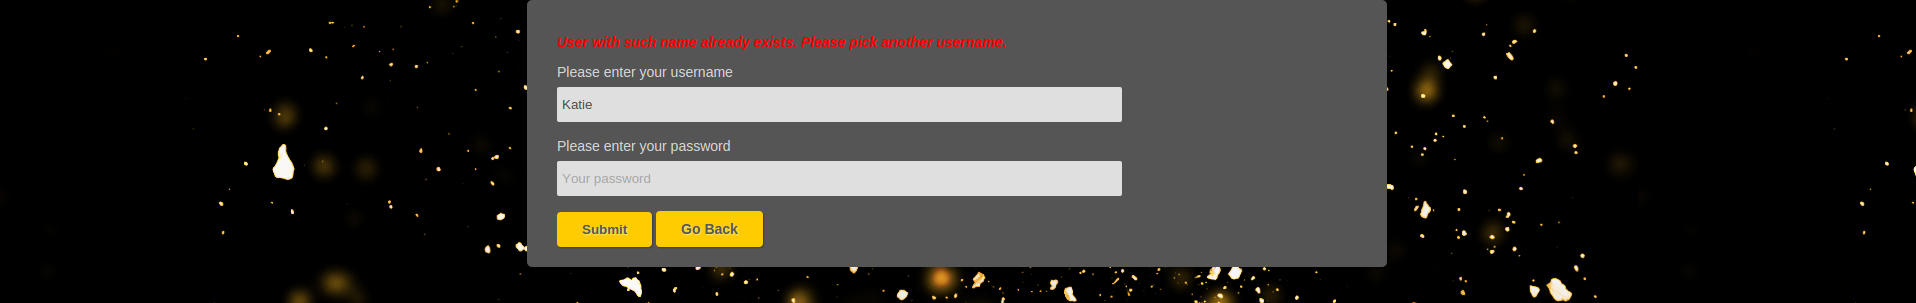 User with such name already exists. Please pick another username.
Please enter your username
Katie
Please enter your password
Your password
Submit Go Back